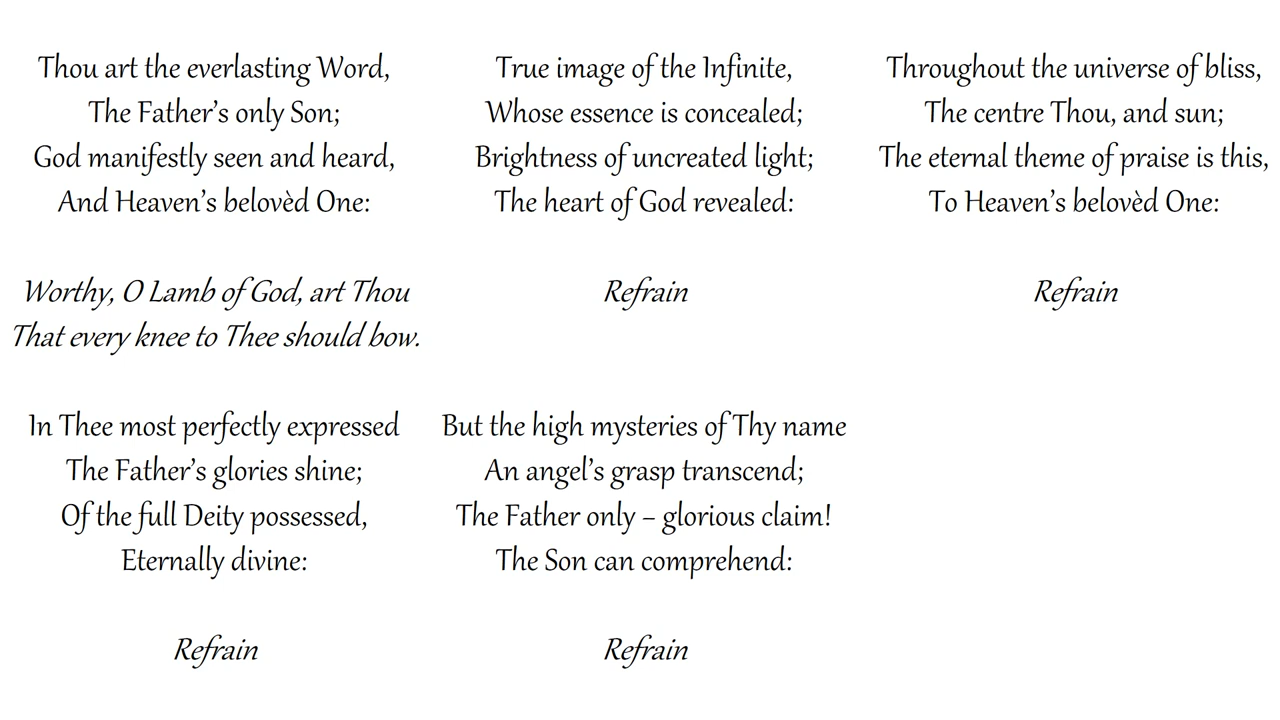 Thou art the everlasting Word,
The Father’s only Son;
God manifestly seen and heard,
And Heaven’s belovèd One:
Worthy, O Lamb of God, art Thou
That every knee to Thee should bow.
In Thee most perfectly expressed
The Father’s glories shine;
Of the full Deity possessed,
Eternally divine:
Refrain
True image of the Infinite,
Whose essence is concealed;
Brightness of uncreated light;
The heart of God revealed:
Refrain
But the high mysteries of Thy name
An angel’s grasp transcend;
The Father only – glorious claim!
The Son can comprehend:
Refrain
Throughout the universe of bliss,
The centre Thou, and sun;
The eternal theme of praise is this,
To Heaven’s belovèd One:
Refrain